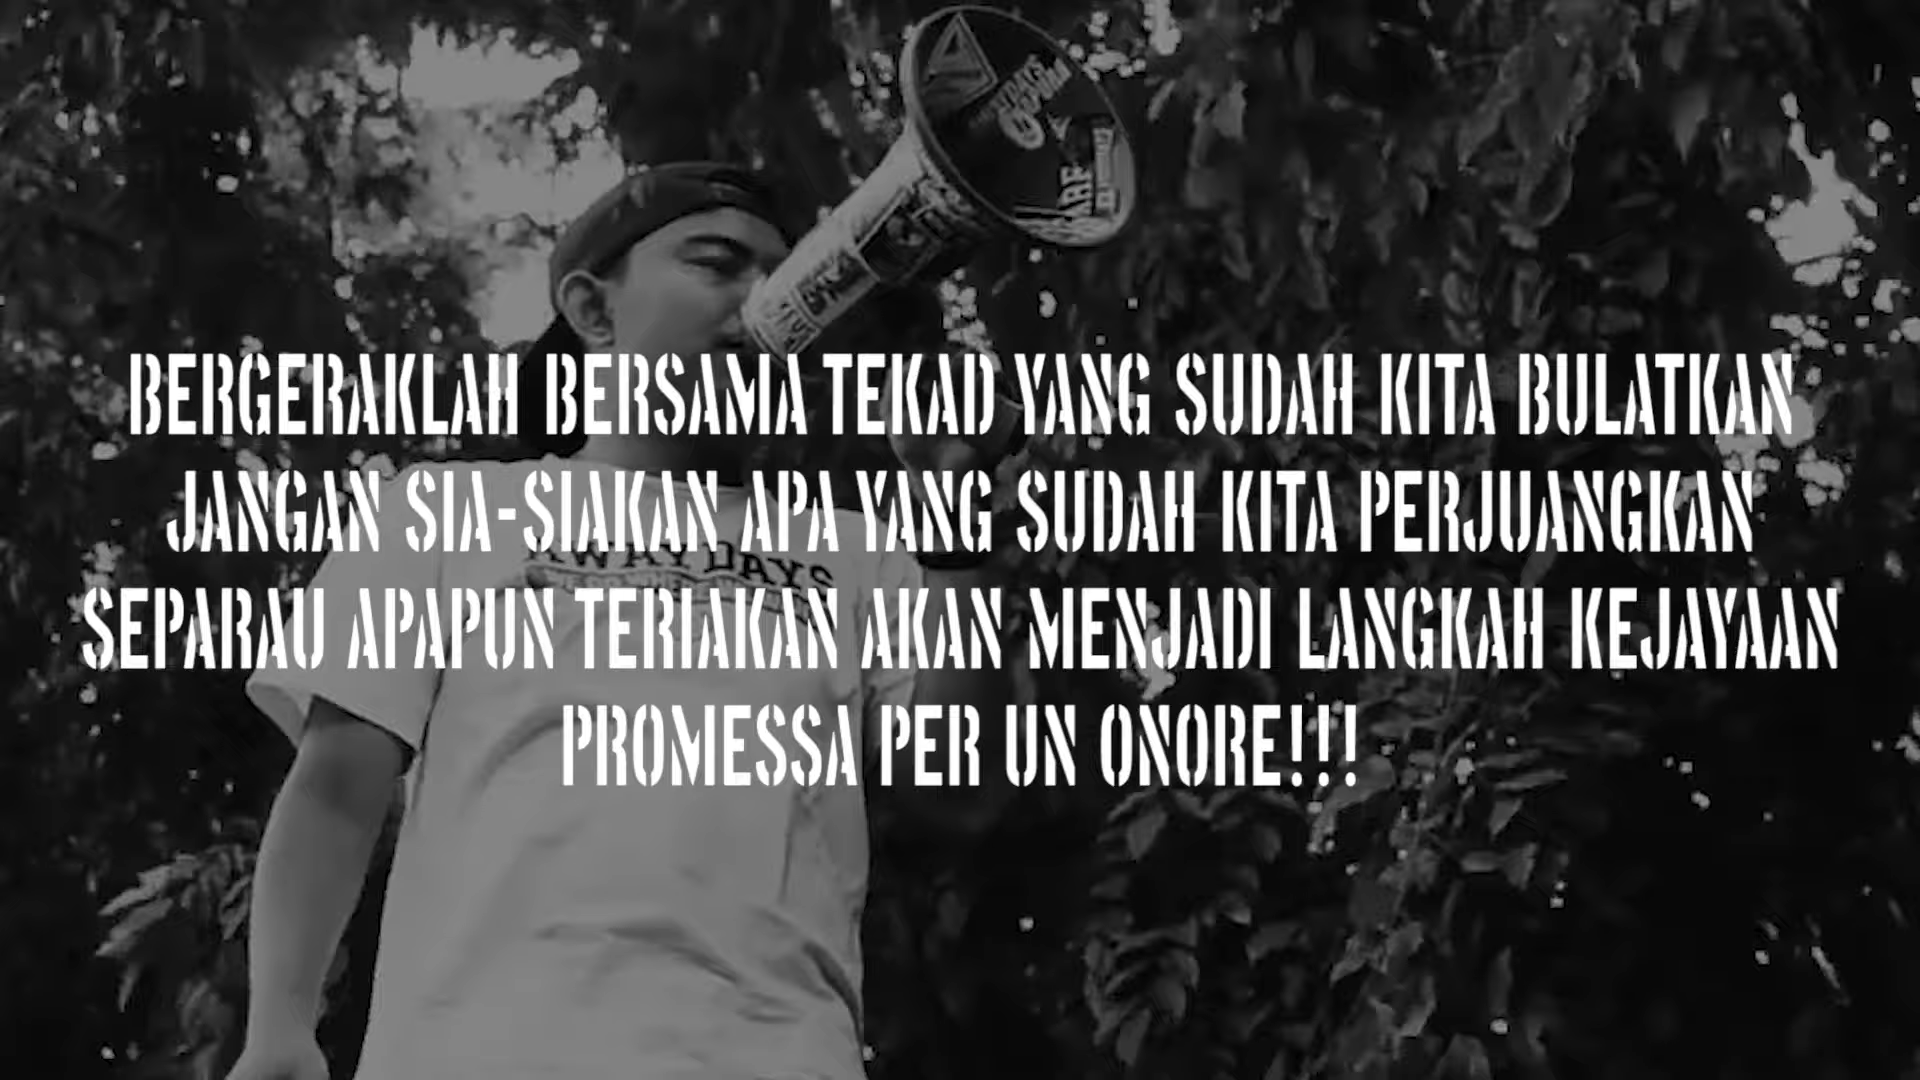 BERGERAKLAH BERSAMA TEKAD YANG SUDAH KITA BULATKAN
JANGAN SIA-SIAKAN APA YANG SUDAH KITA PERJUANGKAN
SEPARAU APAPUN TERIAKAN AKAN MENJADI LANGKAH KEJAYAAN
PROMESSA PER UN ONORE!!!